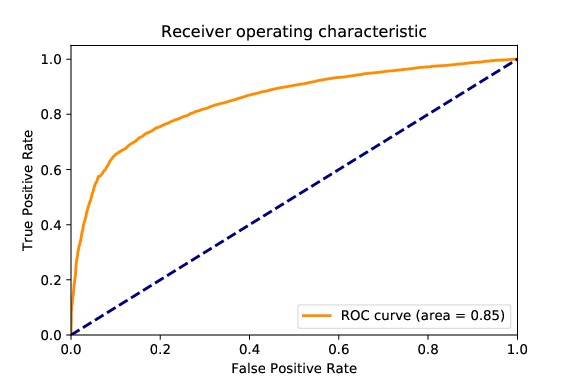 Receiver operating characteristic
True Positive Rate
1.0
0.8
0.6
0.4
0.2
0.0
ROC curve (area = 0.85)
0.0 0.2 0.4 0.6 0.8 1.0
False Positive Rate